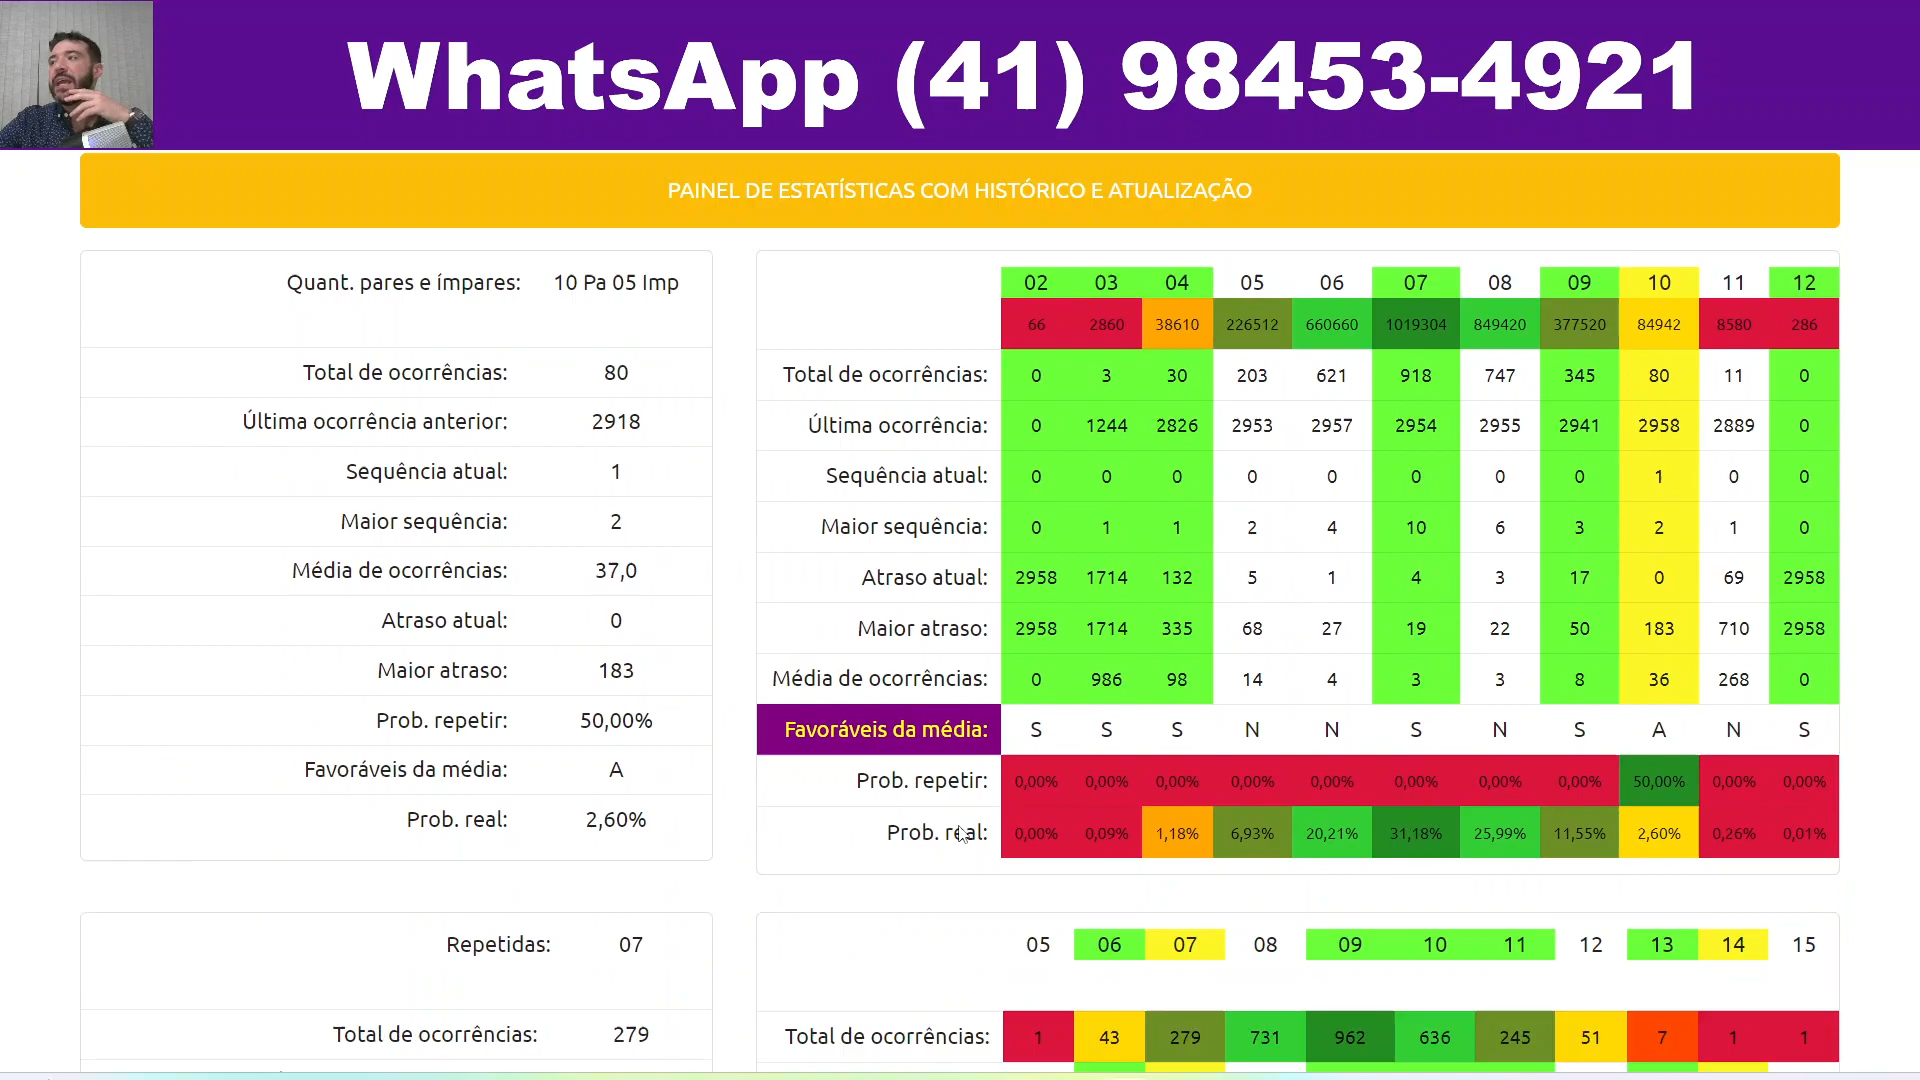 WhatsApp (41) 98453-4921
PAINEL DE ESTATÍSTICAS COM HISTÓRICO E ATUALIZAÇÃO
Quant. pares e ímpares: 10 Pa 05 Imp
Total de ocorrências: 80
Última ocorrência anterior: 2918
Sequência atual: 1
Maior sequência: 2
Média de ocorrências: 37,0
Atraso atual: 0
Maior atraso: 183
Prob. repetir: 50,00%
Favoráveis da média: A
Prob. real: 2,60%
02 03 04 05 06 07 08 09 10 11 12
66 2860 38610 226512 660660 1019304 849420 377520 84942 8580 286
Total de ocorrências: 0 3 30 203 621 918 747 345 80 11 0
Última ocorrência: 0 1244 2826 2953 2957 2954 2955 2941 2958 2889 0
Sequência atual: 0 0 0 0 0 0 0 0 1 0 0
Maior sequência: 0 1 1 2 4 10 6 3 2 1 0
Atraso atual: 2958 1714 132 5 1 4 3 17 0 69 2958
Maior atraso: 2958 1714 335 68 27 19 22 50 183 710 2958
Média de ocorrências: 0 986 98 14 4 3 3 8 36 268 0
Favoráveis da média: S S S N N S N S A N S
Prob. repetir: 0,00% 0,00% 0,00% 0,00% 0,00% 0,00% 0,00% 0,00% 50,00% 0,00% 0,00%
Prob. real: 0,00% 0,09% 1,18% 6,93% 20,21% 31,18% 25,99% 11,55% 2,60% 0,26% 0,01%
Repetidas: 07
Total de ocorrências: 279
05 06 07 08 09 10 11 12 13 14 15
Total de ocorrências: 1 43 279 731 962 636 245 51 7 1 1